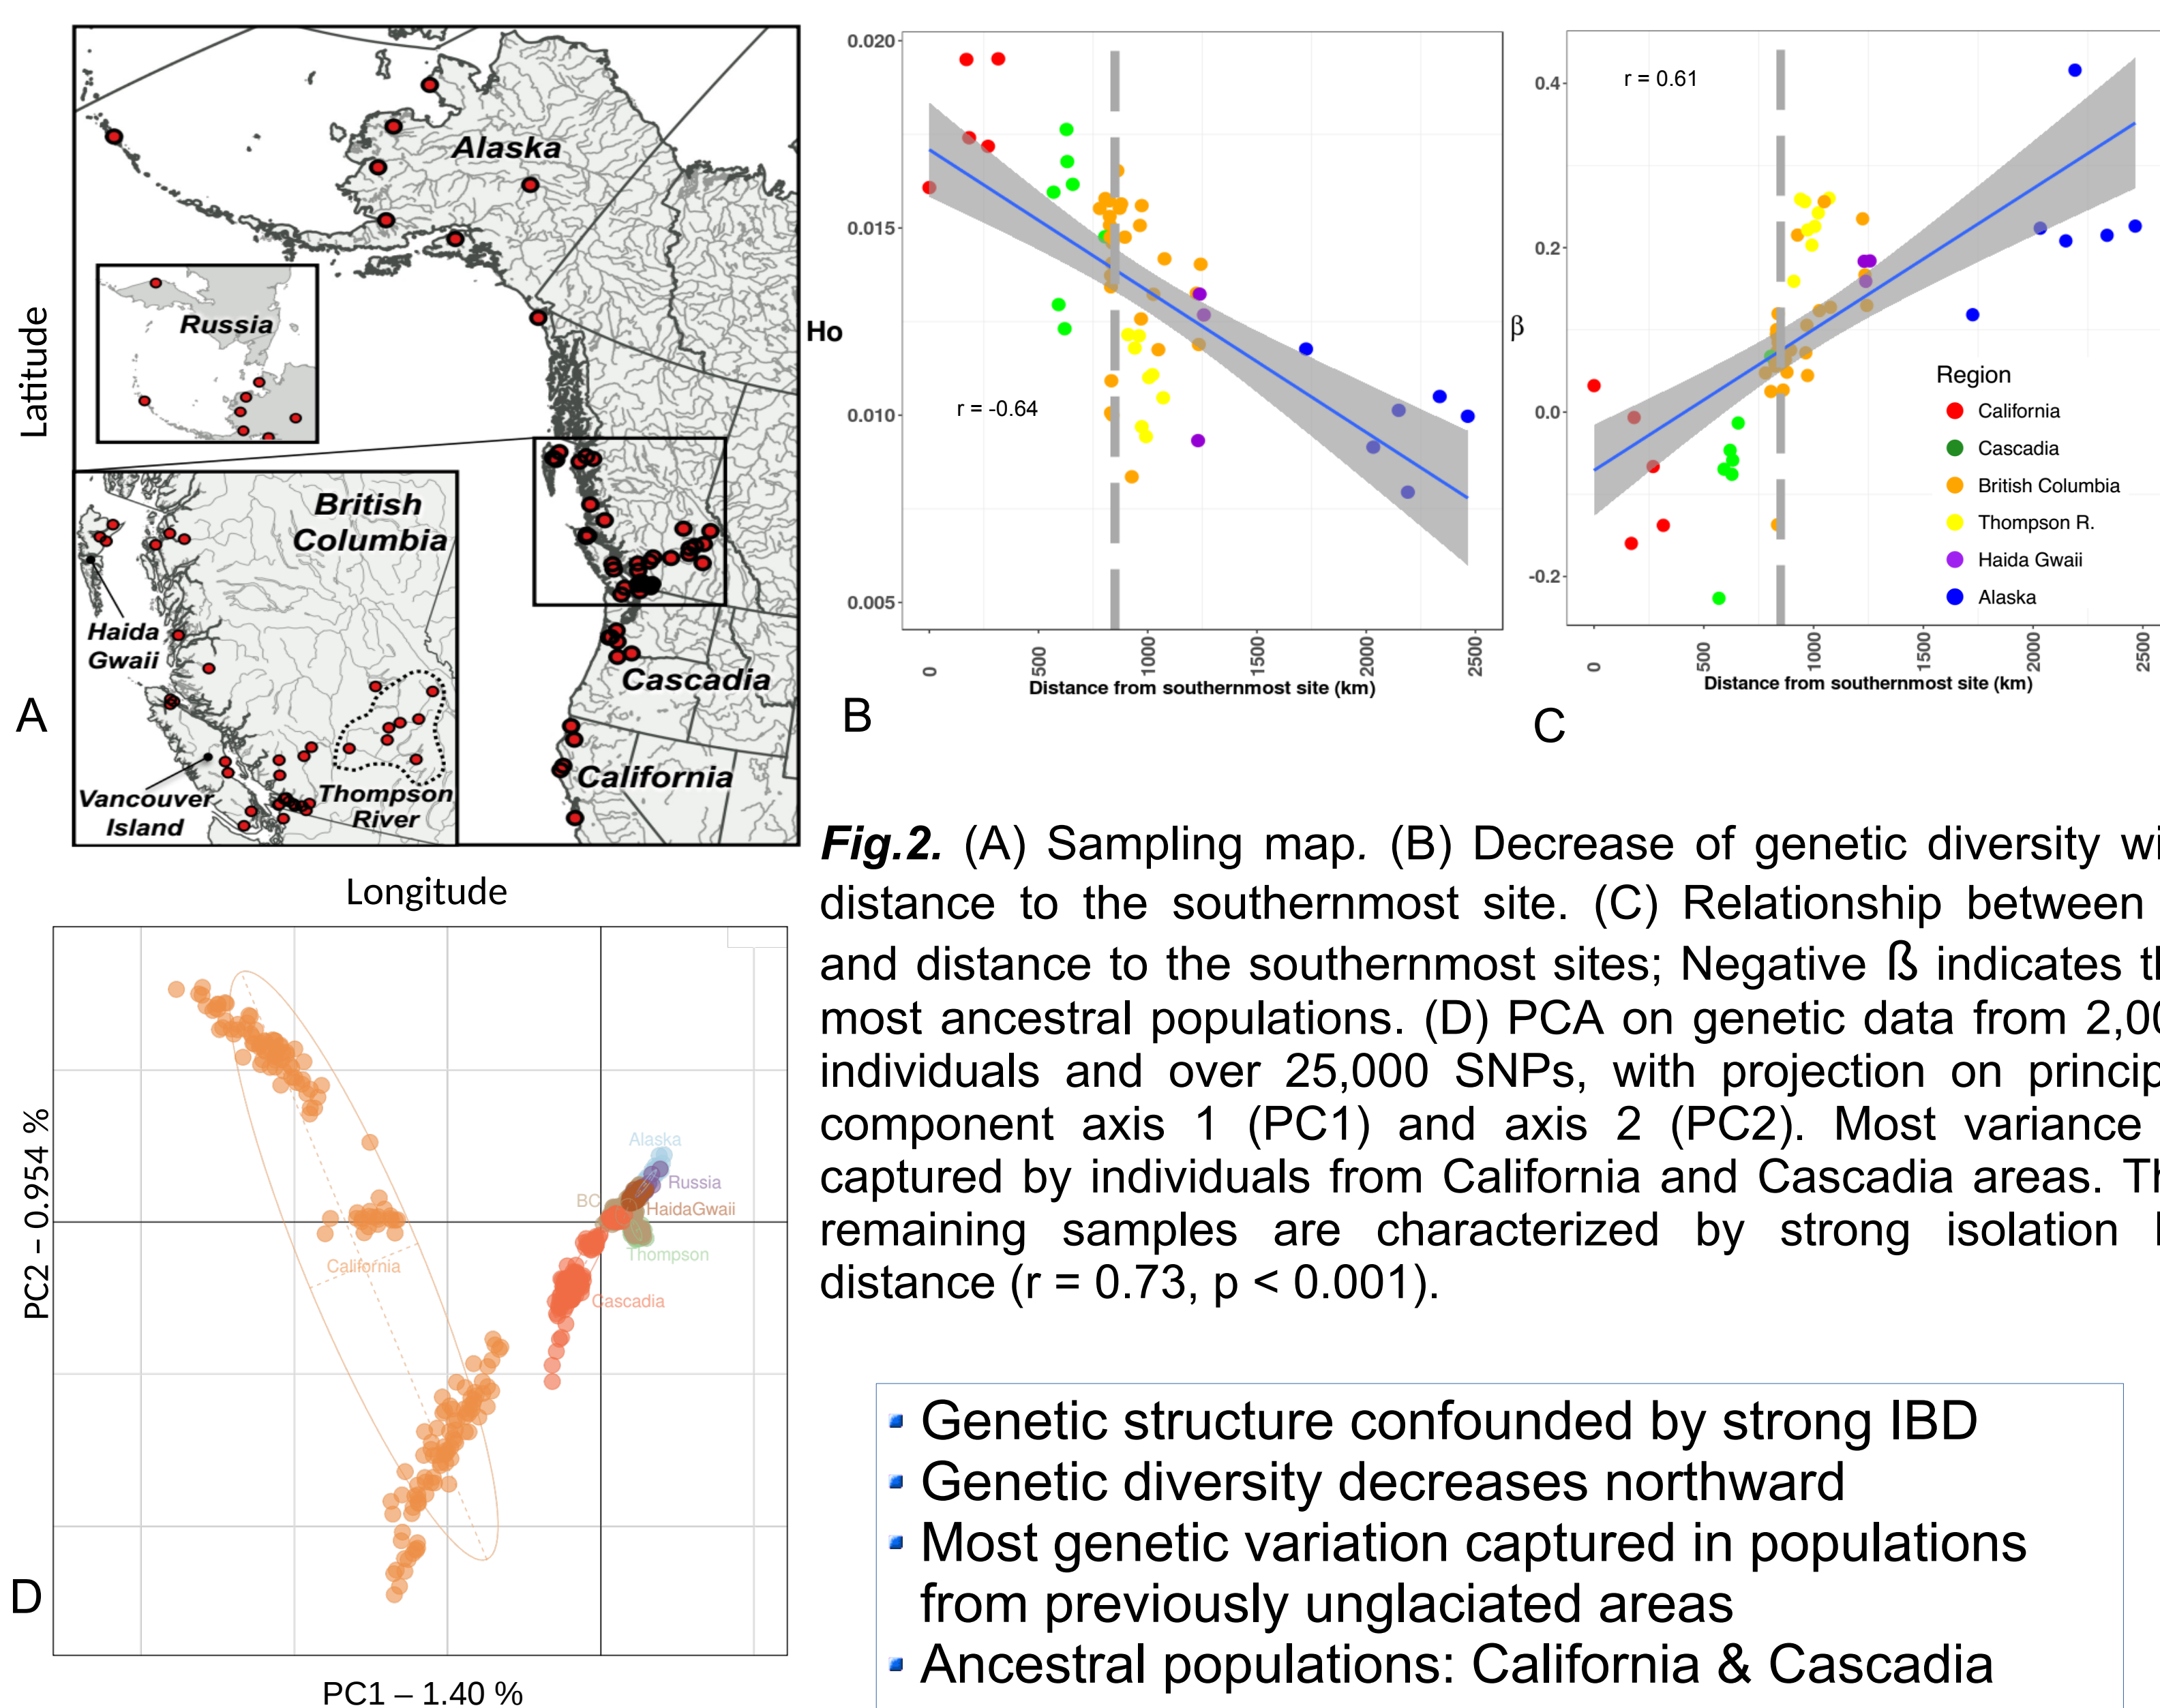 Latitude
Alaska
Russia
British
Columbia
Haida
Gwaii
Vancouver
Island
Thompson
River
Cascadia
California
A
Longitude
Ho
0.020
0.015
0.010
0.005
r = -0.64
0
500
1000
1500
2000
2500
Distance from southernmost site (km)
B
β
0.4
0.2
0.0
-0.2
r = 0.61
Region
California
Cascadia
British Columbia
Thompson R.
Haida Gwaii
Alaska
0
500
1000
1500
2000
2500
Distance from southernmost site (km)
C
Fig.2. (A) Sampling map. (B) Decrease of genetic diversity wi
distance to the southernmost site. (C) Relationship between
and distance to the southernmost sites; Negative ß indicates th
most ancestral populations. (D) PCA on genetic data from 2,00
individuals and over 25,000 SNPs, with projection on princip
component axis 1 (PC1) and axis 2 (PC2). Most variance
captured by individuals from California and Cascadia areas. Th
remaining samples are characterized by strong isolation
distance (r = 0.73, p < 0.001).
PC2 – 0.954 %
Alaska
Russia
BC
HaidaGwaii
Thompson
California
Cascadia
D
PC1 – 1.40 %
Genetic structure confounded by strong IBD
Genetic diversity decreases northward
Most genetic variation captured in populations
from previously unglaciated areas
Ancestral populations: California & Cascadia